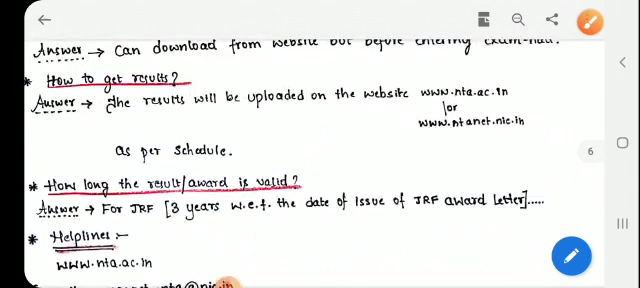 Answer → Can download from website but before entering exam-hall.
* How to get results?
Answer → The results will be uploaded on the website www.nta.ac.in
/or
www.ntanet.nic.in
as per schedule.
6
* How long the result/award is valid?
Answer → For JRF [3 years w.e.f. the date of issue of JRF award letter].....
* Helplines :-
www.nta.ac.in
nta@nic.in